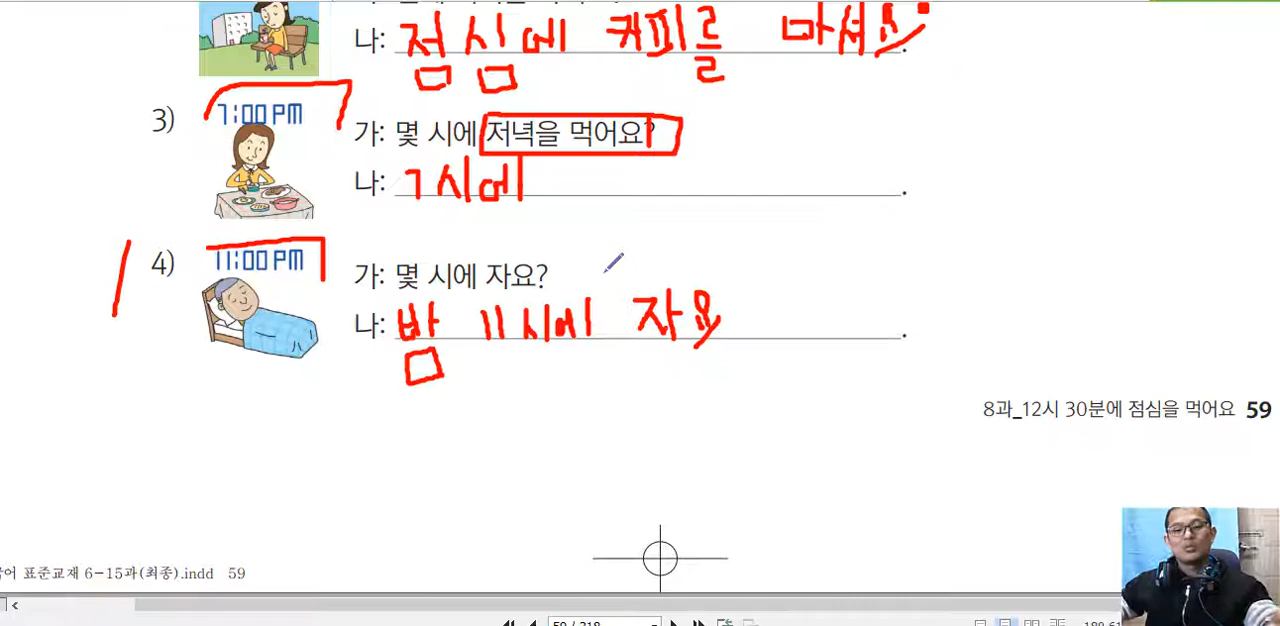 나: 점심에 커피를 마셔요.
3) 7:00 PM
가: 몇 시에 저녁을 먹어요?
나: 7시에
4) 11:00 PM
가: 몇 시에 자요?
나: 밤 11시에 자요.
8과_12시 30분에 점심을 먹어요 59
어 표준교재 6-15과(최종).indd 59
59 / 218